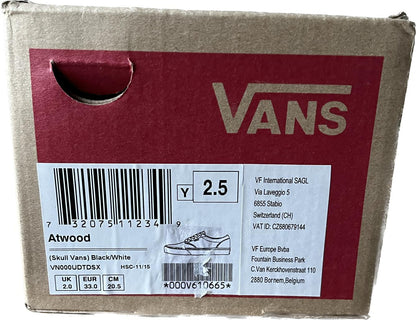 VANS
7 32075 11234 9
Y 2.5
Atwood
(Skull Vans) Black/White
VN000UDTDSX HSC-11/15
UK EUR CM
2.0 33.0 20.5
*000V610665*
VF International SAGL
Via Laveggio 5
6855 Stabio
Switzerland (CH)
VAT ID: CZ680679144
VF Europe Bvba
Fountain Business Park
C.Van Kerckhovenstraat 110
2880 Bornem,Belgium